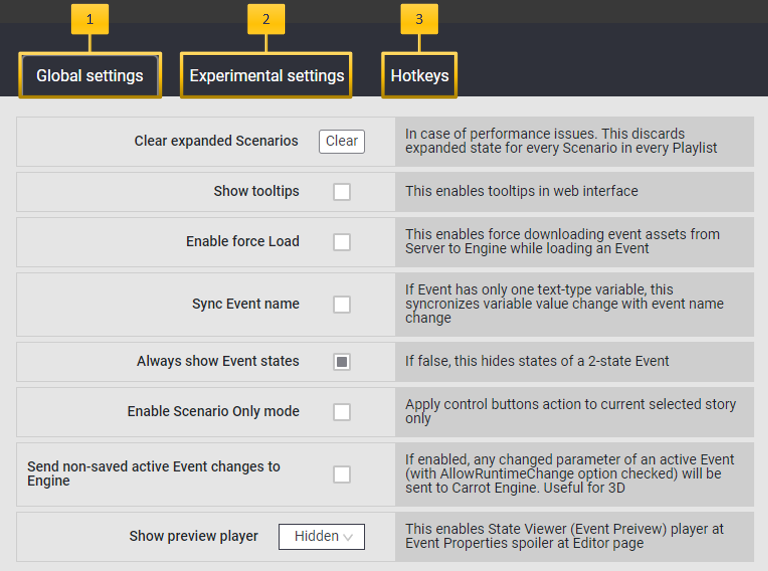 1 2 3
Global settings Experimental settings Hotkeys
Clear expanded Scenarios
Clear
In case of performance issues. This discards
expanded state for every Scenario in every Playlist
Show tooltips
This enables tooltips in web interface
Enable force Load
This enables force downloading event assets from
Server to Engine while loading an Event
Sync Event name
If Event has only one text-type variable, this
syncronizes variable value change with event name
change
Always show Event states
If false, this hides states of a 2-state Event
Enable Scenario Only mode
Apply control buttons action to current selected story
only
Send non-saved active Event changes to
Engine
If enabled, any changed parameter of an active Event
(with AllowRuntimeChange option checked) will be
sent to Carrot Engine. Useful for 3D
Show preview player
Hidden
This enables State Viewer (Event Preivew) player at
Event Properties spoiler at Editor page